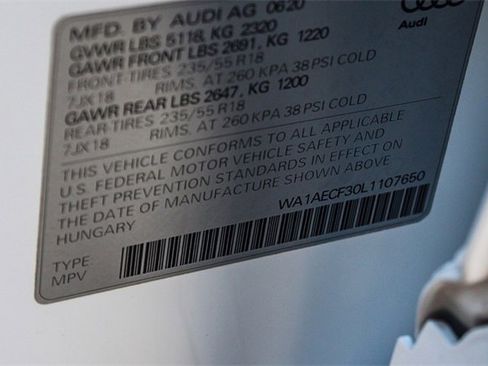 MFD. BY AUDI AG 0620
GVWR LBS 5118, KG 2320
GAWR FRONT LBS 2691, KG 1220
FRONT-TIRES 235/55 R18
7JX18 RIMS, AT 260 KPA 38 PSI COLD
GAWR REAR LBS 2647, KG 1200
REAR-TIRES 235/55 R18
7JX18 RIMS, AT 260 KPA 38 PSI COLD
THIS VEHICLE CONFORMS TO ALL APPLICABLE
U.S. FEDERAL MOTOR VEHICLE SAFETY AND
THEFT PREVENTION STANDARDS IN EFFECT ON
THE DATE OF MANUFACTURE SHOWN ABOVE
HUNGARY WA1AECF30L1107650
TYPE
MPV
Audi